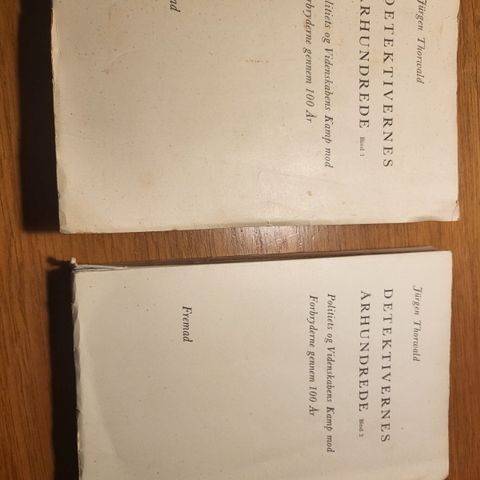 Jürgen Thorwald
DETEKTIVERNES
ÅRHUNDREDE Bind 1
Politiets og Videnskabens Kamp mod
Forbryderne gennem 100 År
Fremad
Jürgen Thorwald
DETEKTIVERNES
ÅRHUNDREDE Bind 2
Politiets og Videnskabens Kamp mod
Forbryderne gennem 100 År
Fremad